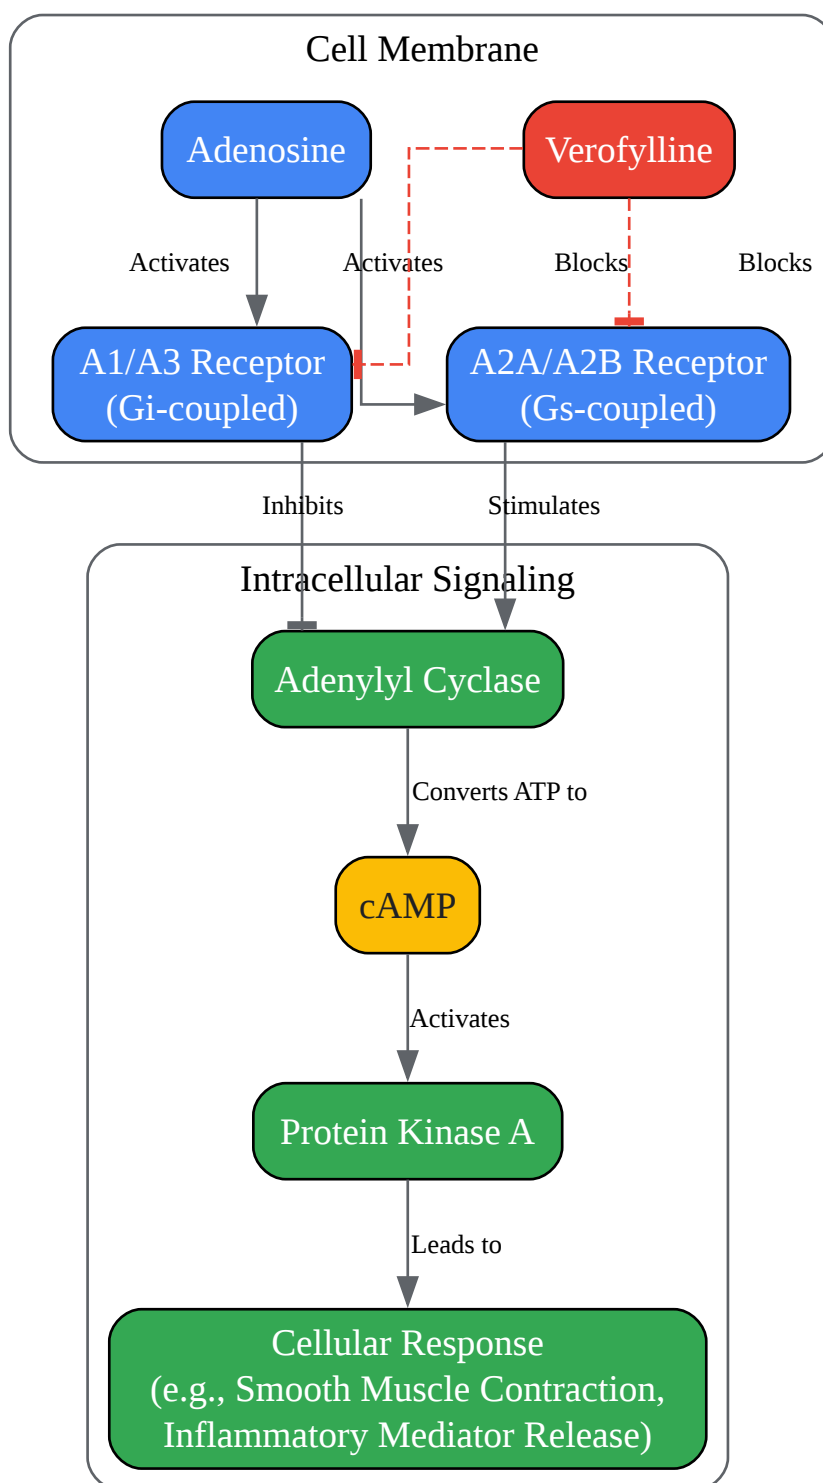 Cell Membrane
Adenosine
Verofylline
Activates
Activates
Blocks
Blocks
A1/A3 Receptor
(Gi-coupled)
A2A/A2B Receptor
(Gs-coupled)
Inhibits
Stimulates
Intracellular Signaling
Adenylyl Cyclase
Converts ATP to
cAMP
Activates
Protein Kinase A
Leads to
Cellular Response
(e.g., Smooth Muscle Contraction,
Inflammatory Mediator Release)